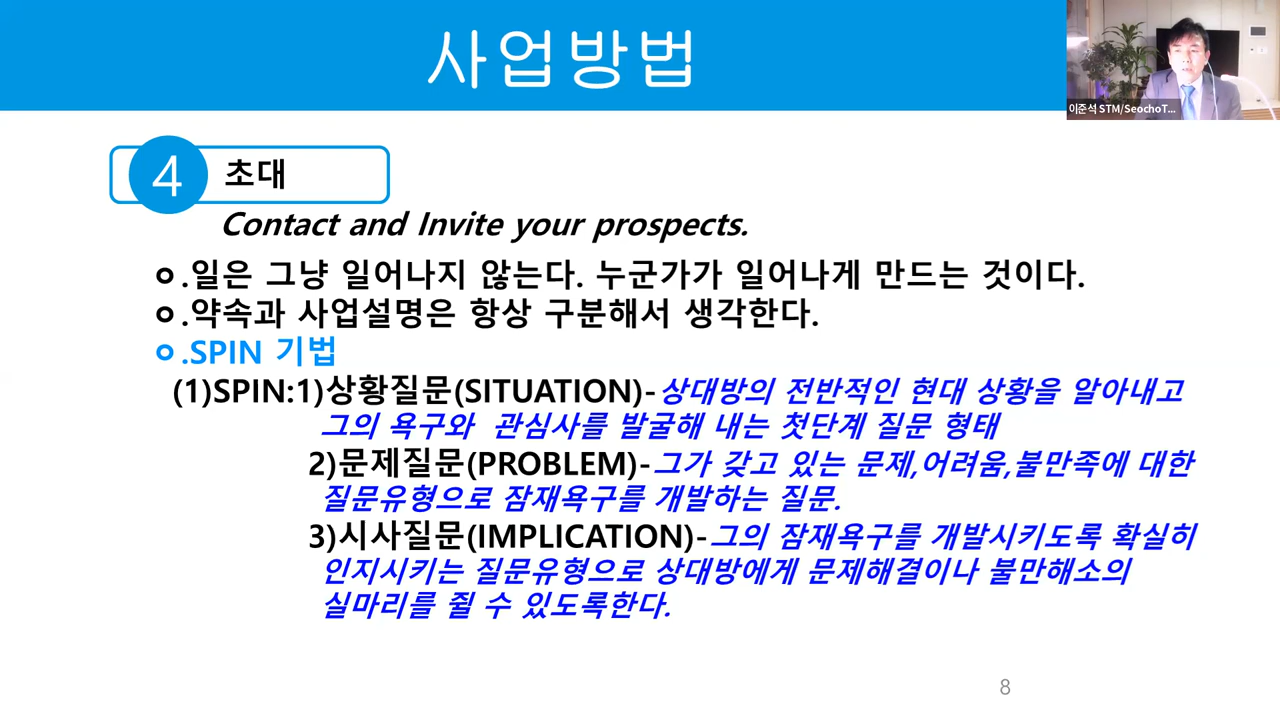 사업방법
이준석 STM/SeochoT...
4 초대
Contact and Invite your prospects.
ㅇ.일은 그냥 일어나지 않는다. 누군가가 일어나게 만드는 것이다.
ㅇ.약속과 사업설명은 항상 구분해서 생각한다.
ㅇ.SPIN 기법
(1)SPIN:1)상황질문(SITUATION)-상대방의 전반적인 현대 상황을 알아내고
그의 욕구와 관심사를 발굴해 내는 첫단계 질문 형태
2)문제질문(PROBLEM)-그가 갖고 있는 문제,어려움,불만족에 대한
질문유형으로 잠재욕구를 개발하는 질문.
3)시사질문(IMPLICATION)-그의 잠재욕구를 개발시키도록 확실히
인지시키는 질문유형으로 상대방에게 문제해결이나 불만해소의
실마리를 쥘 수 있도록한다.
8